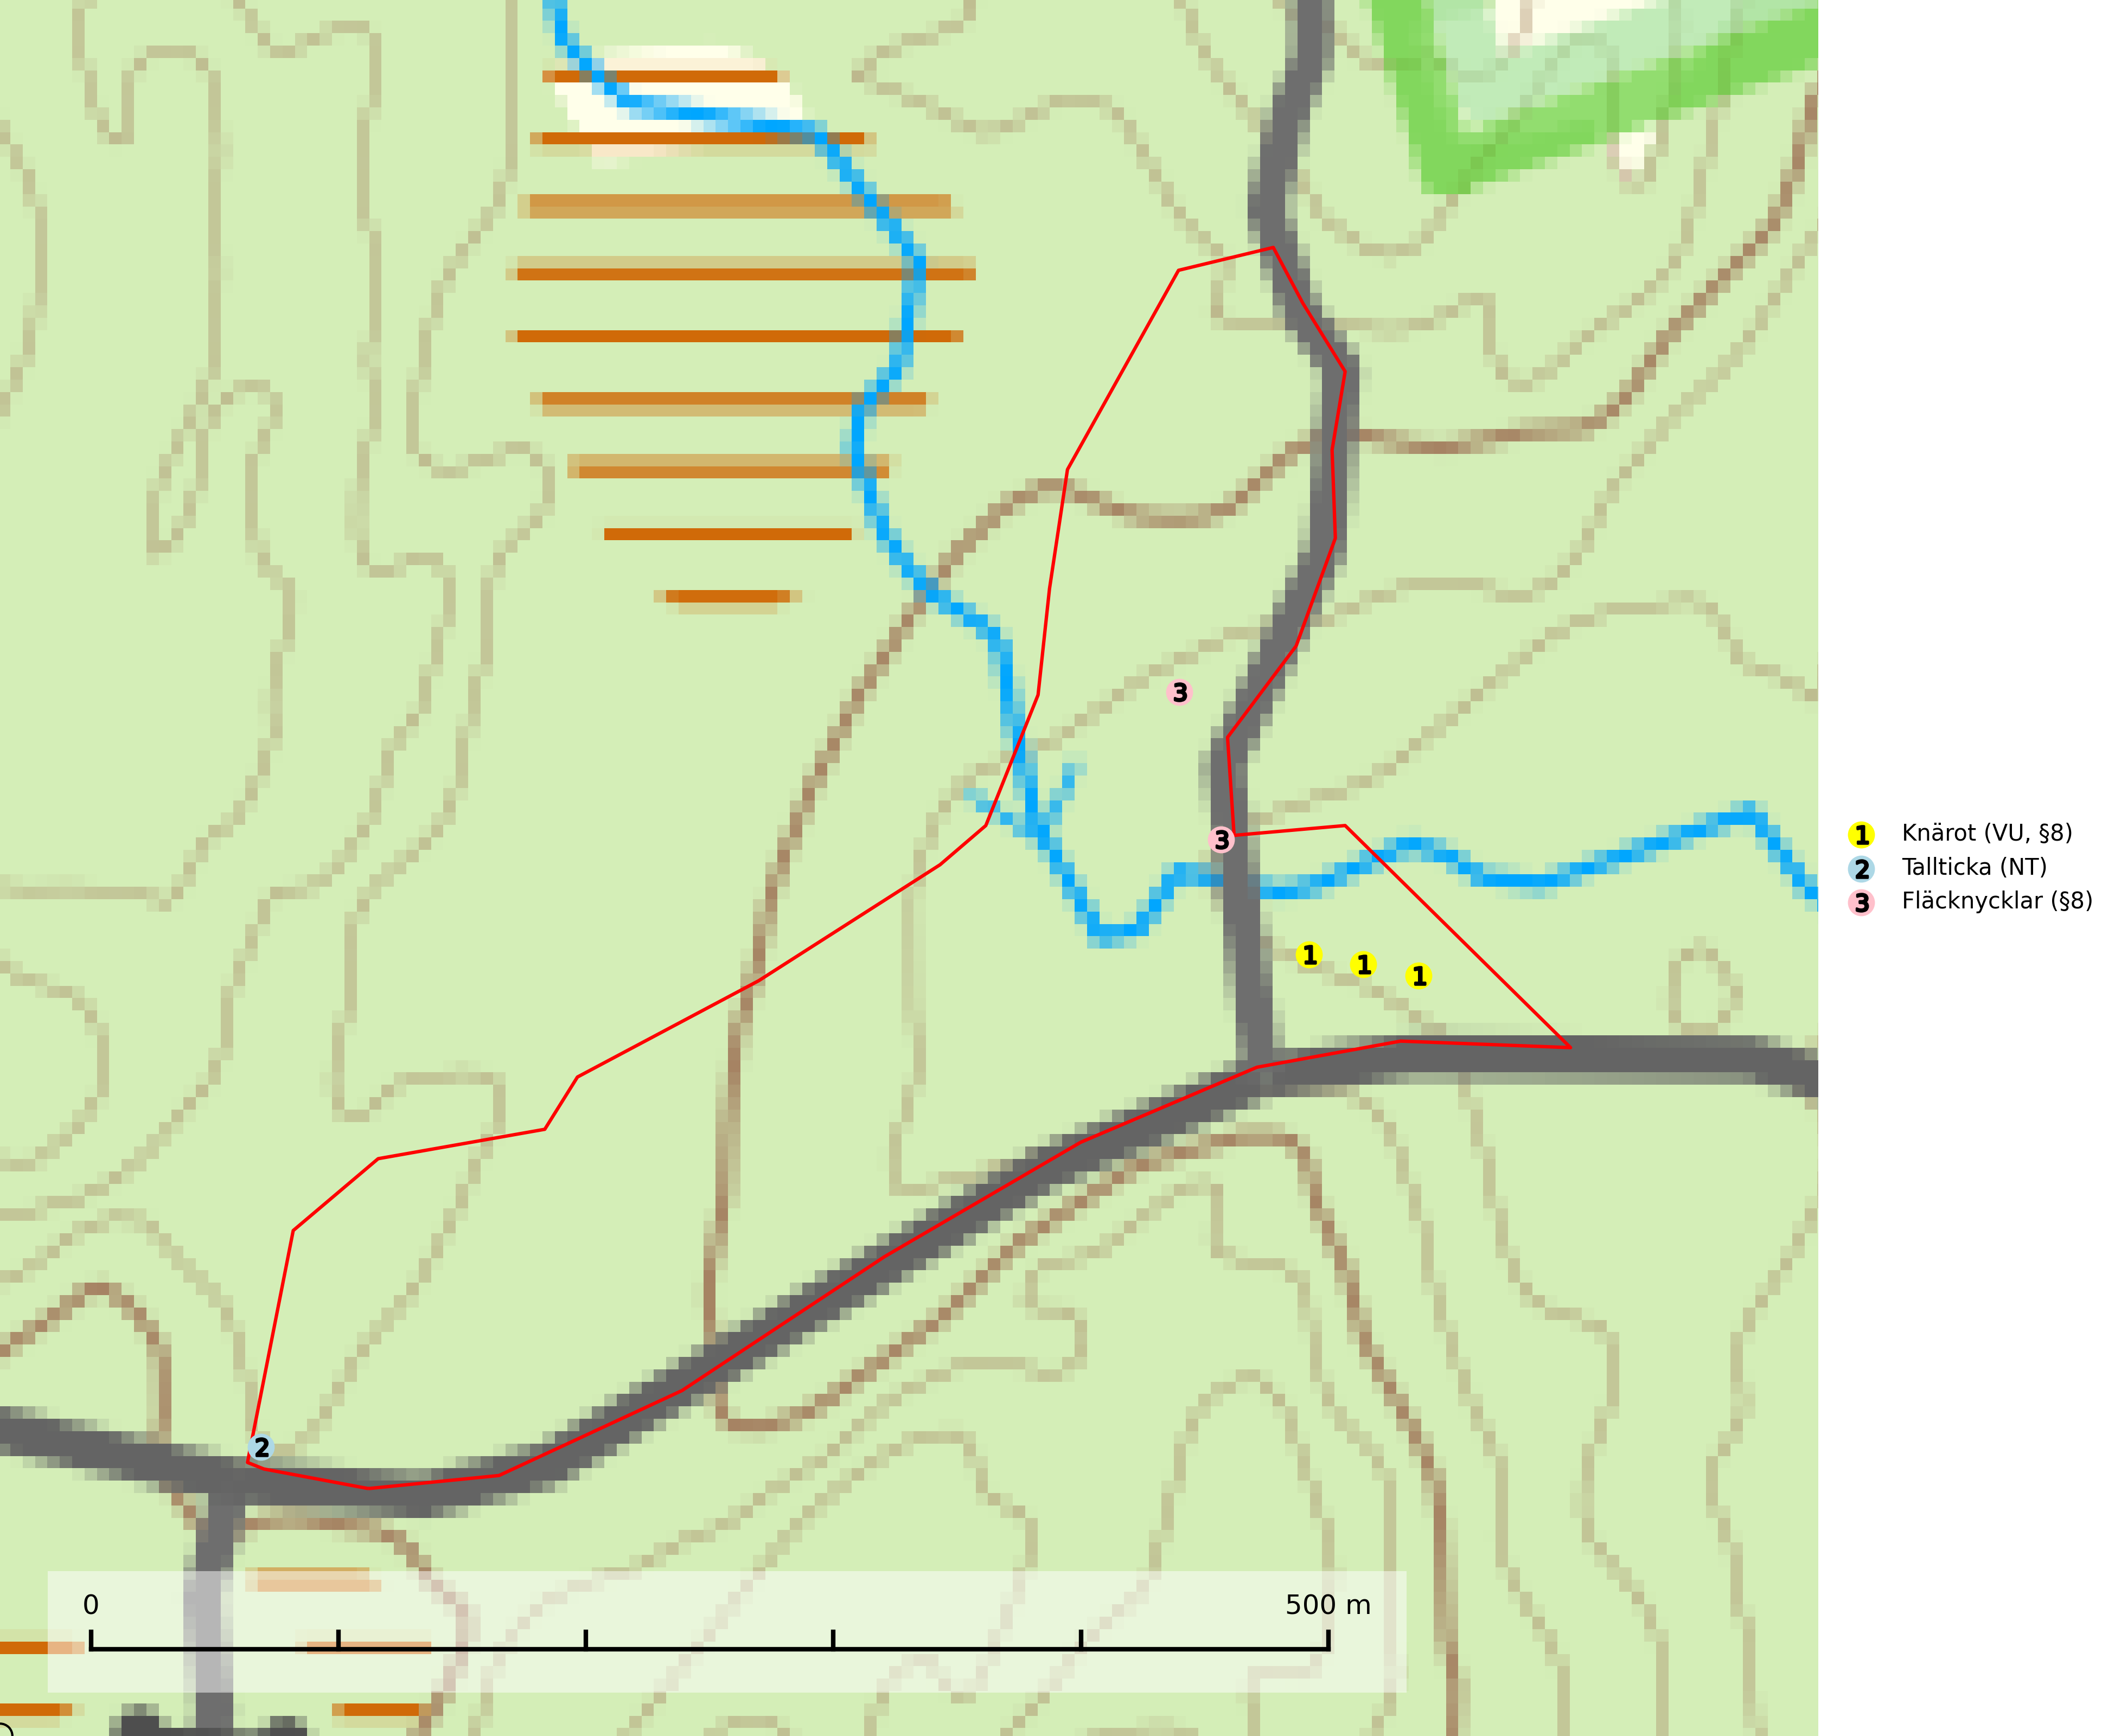 3
3
1 1 1
1 Knärot (VU, §8)
2 Tallticka (NT)
3 Fläcknycklar (§8)
2
0 500 m